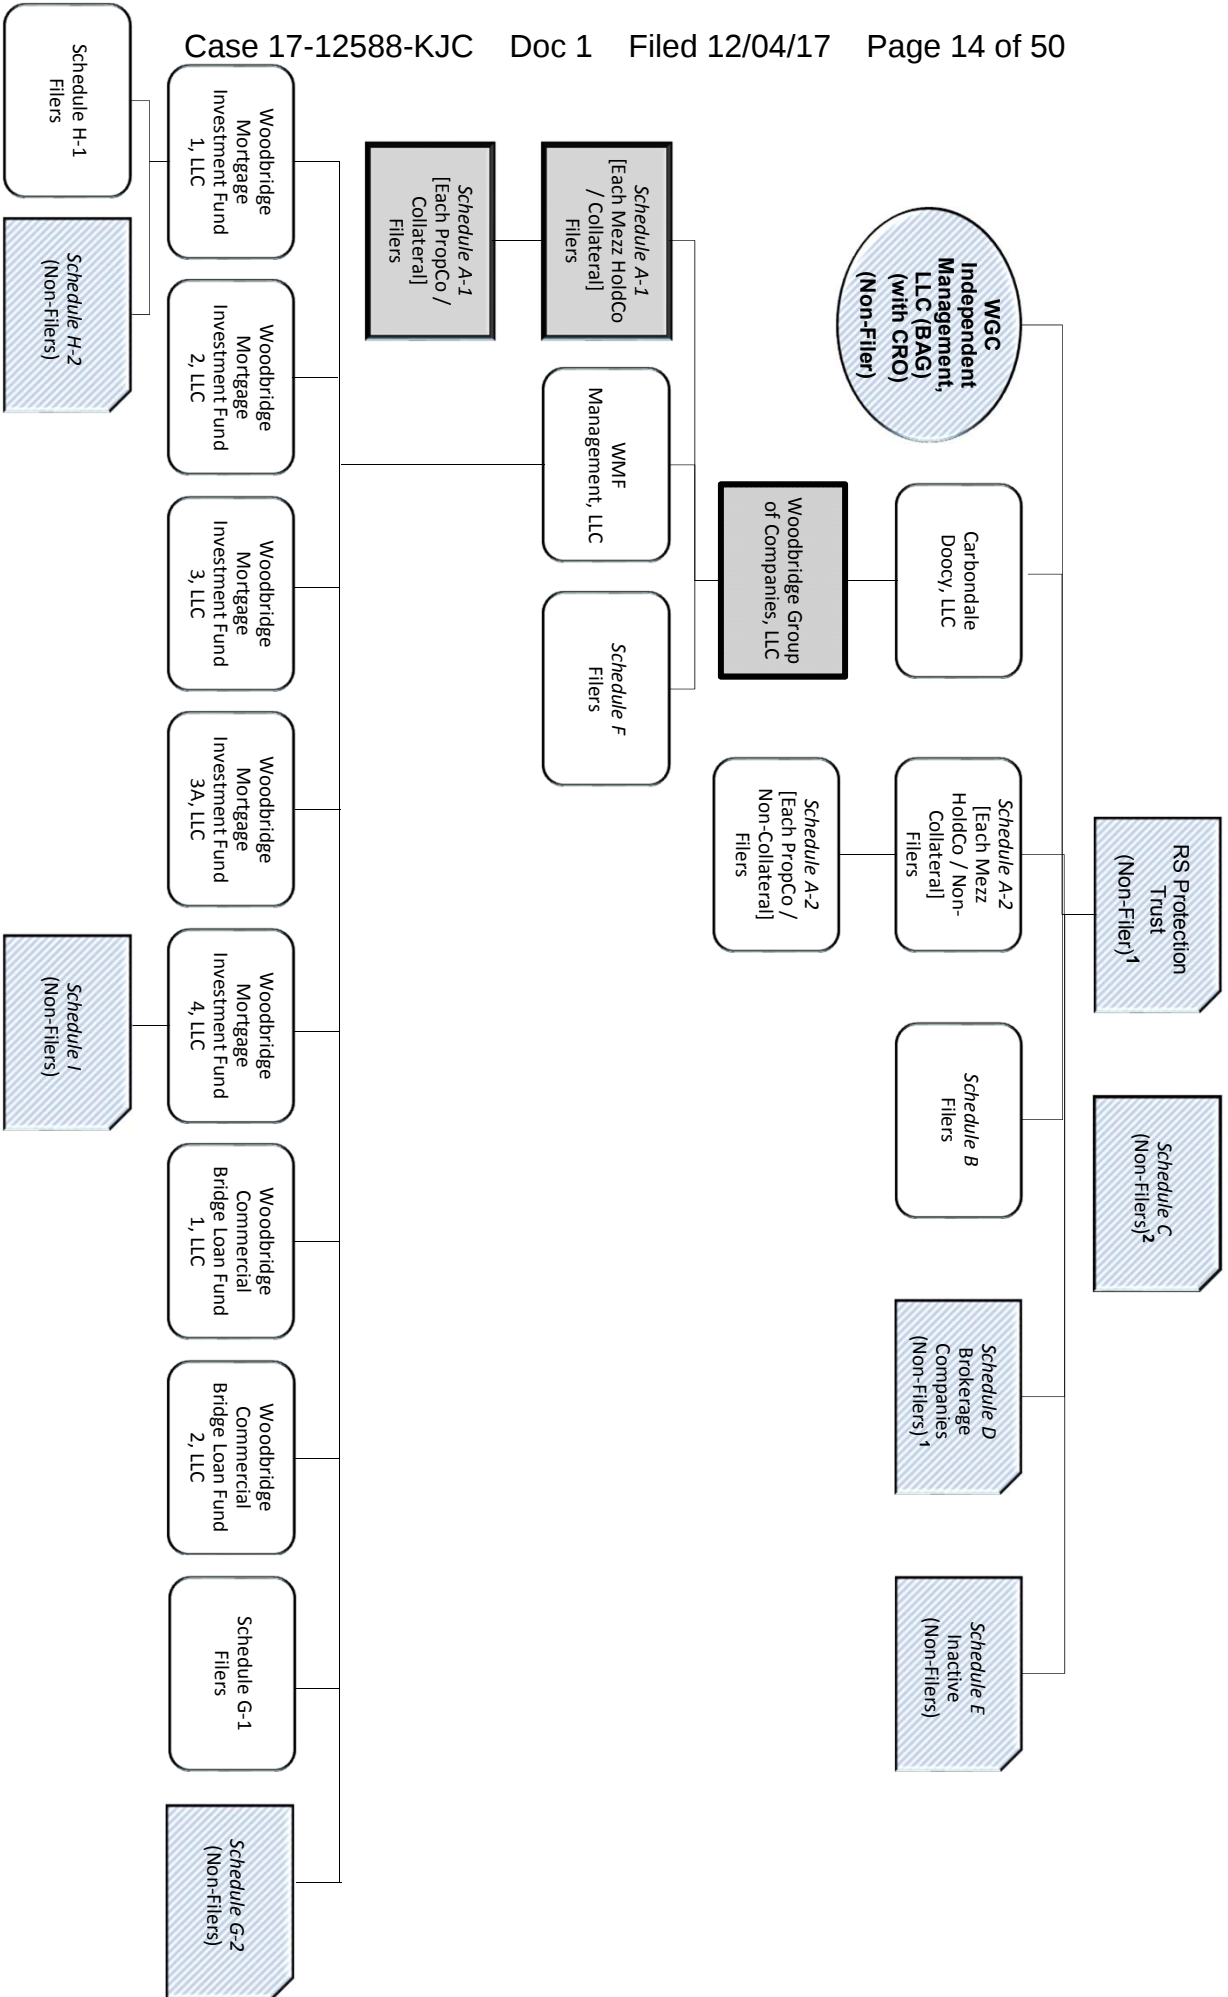 Case 17-12588-KJC Doc 1 Filed 12/04/17 Page 14 of 50
RS Protection
Trust
(Non-Filer)1
Schedule C
(Non-Filers)2
WGC
Independent
Management,
LLC (BAG)
(with CRO)
(Non-Filer)
Carbondale
Doocy, LLC
Schedule A-2
[Each Mezz
HoldCo / Non-
Collateral]
Filers
Schedule B
Filers
Schedule D
Brokerage
Companies
(Non-Filers)1
Schedule E
Inactive
(Non-Filers)
Woodbridge Group
of Companies, LLC
Schedule A-2
[Each PropCo /
Non-Collateral]
Filers
Schedule A-1
[Each Mezz HoldCo
/ Collateral]
Filers
WMF
Management, LLC
Schedule F
Filers
Schedule A-1
[Each PropCo /
Collateral]
Filers
Woodbridge
Mortgage
Investment Fund
1, LLC
Woodbridge
Mortgage
Investment Fund
2, LLC
Woodbridge
Mortgage
Investment Fund
3, LLC
Woodbridge
Mortgage
Investment Fund
3A, LLC
Woodbridge
Mortgage
Investment Fund
4, LLC
Woodbridge
Commercial
Bridge Loan Fund
1, LLC
Woodbridge
Commercial
Bridge Loan Fund
2, LLC
Schedule G-1
Filers
Schedule G-2
(Non-Filers)
Schedule H-1
Filers
Schedule H-2
(Non-Filers)
Schedule I
(Non-Filers)